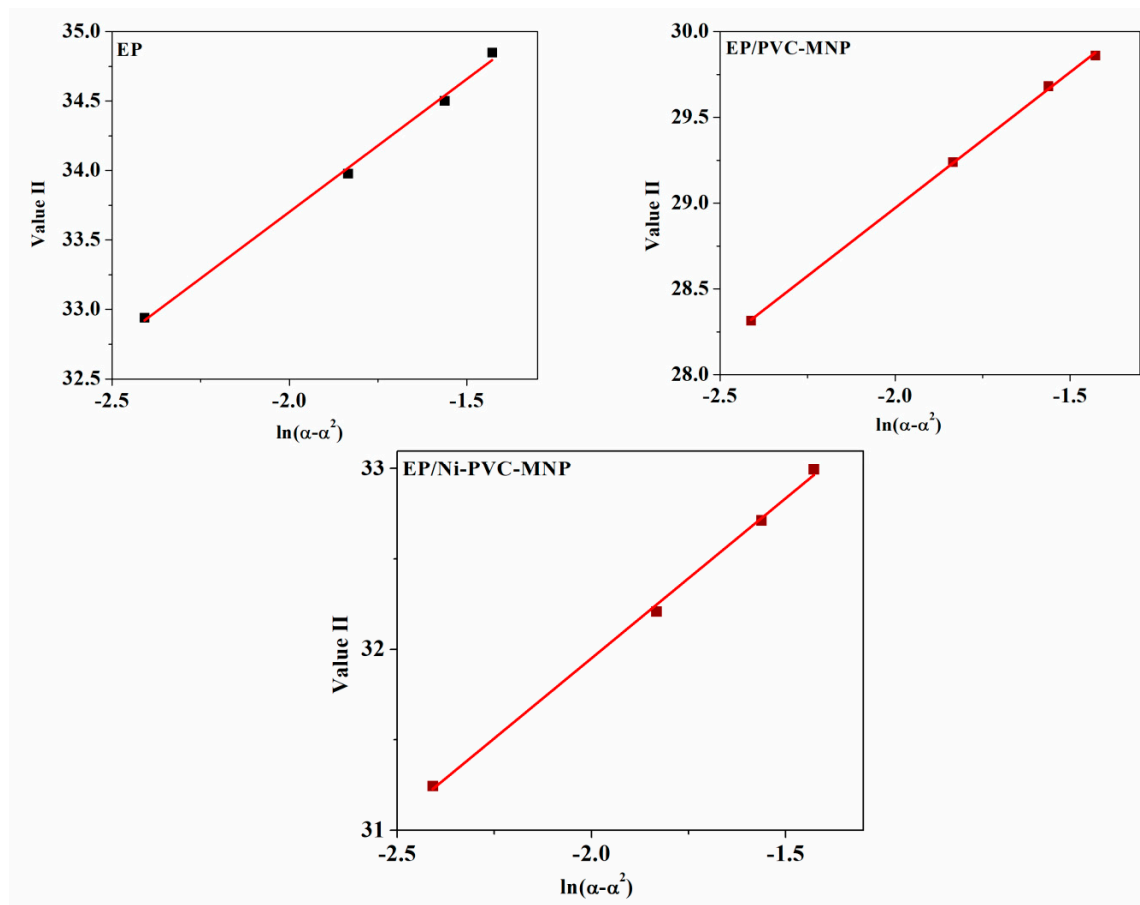 EP
35.0
34.5
34.0
33.5
33.0
32.5
Value II
-2.5
-2.0
-1.5
ln(α-α²)
EP/PVC-MNP
30.0
29.5
29.0
28.5
28.0
Value II
-2.5
-2.0
-1.5
ln(α-α²)
EP/Ni-PVC-MNP
33
32
31
Value II
-2.5
-2.0
-1.5
ln(α-α²)